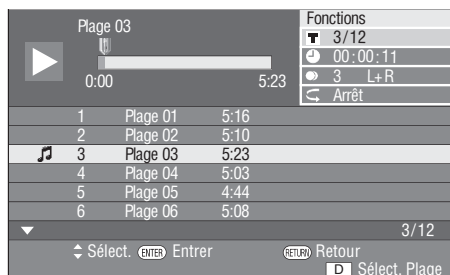 Plage 03
0:00 5:23
Fonctions
T 3/12
00:00:11
3 L+R
Arrêt
1 Plage 01 5:16
2 Plage 02 5:10
3 Plage 03 5:23
4 Plage 04 5:03
5 Plage 05 4:44
6 Plage 06 5:08
3/12
Sélect. ENTER Entrer RETURN Retour
D Sélect. Plage